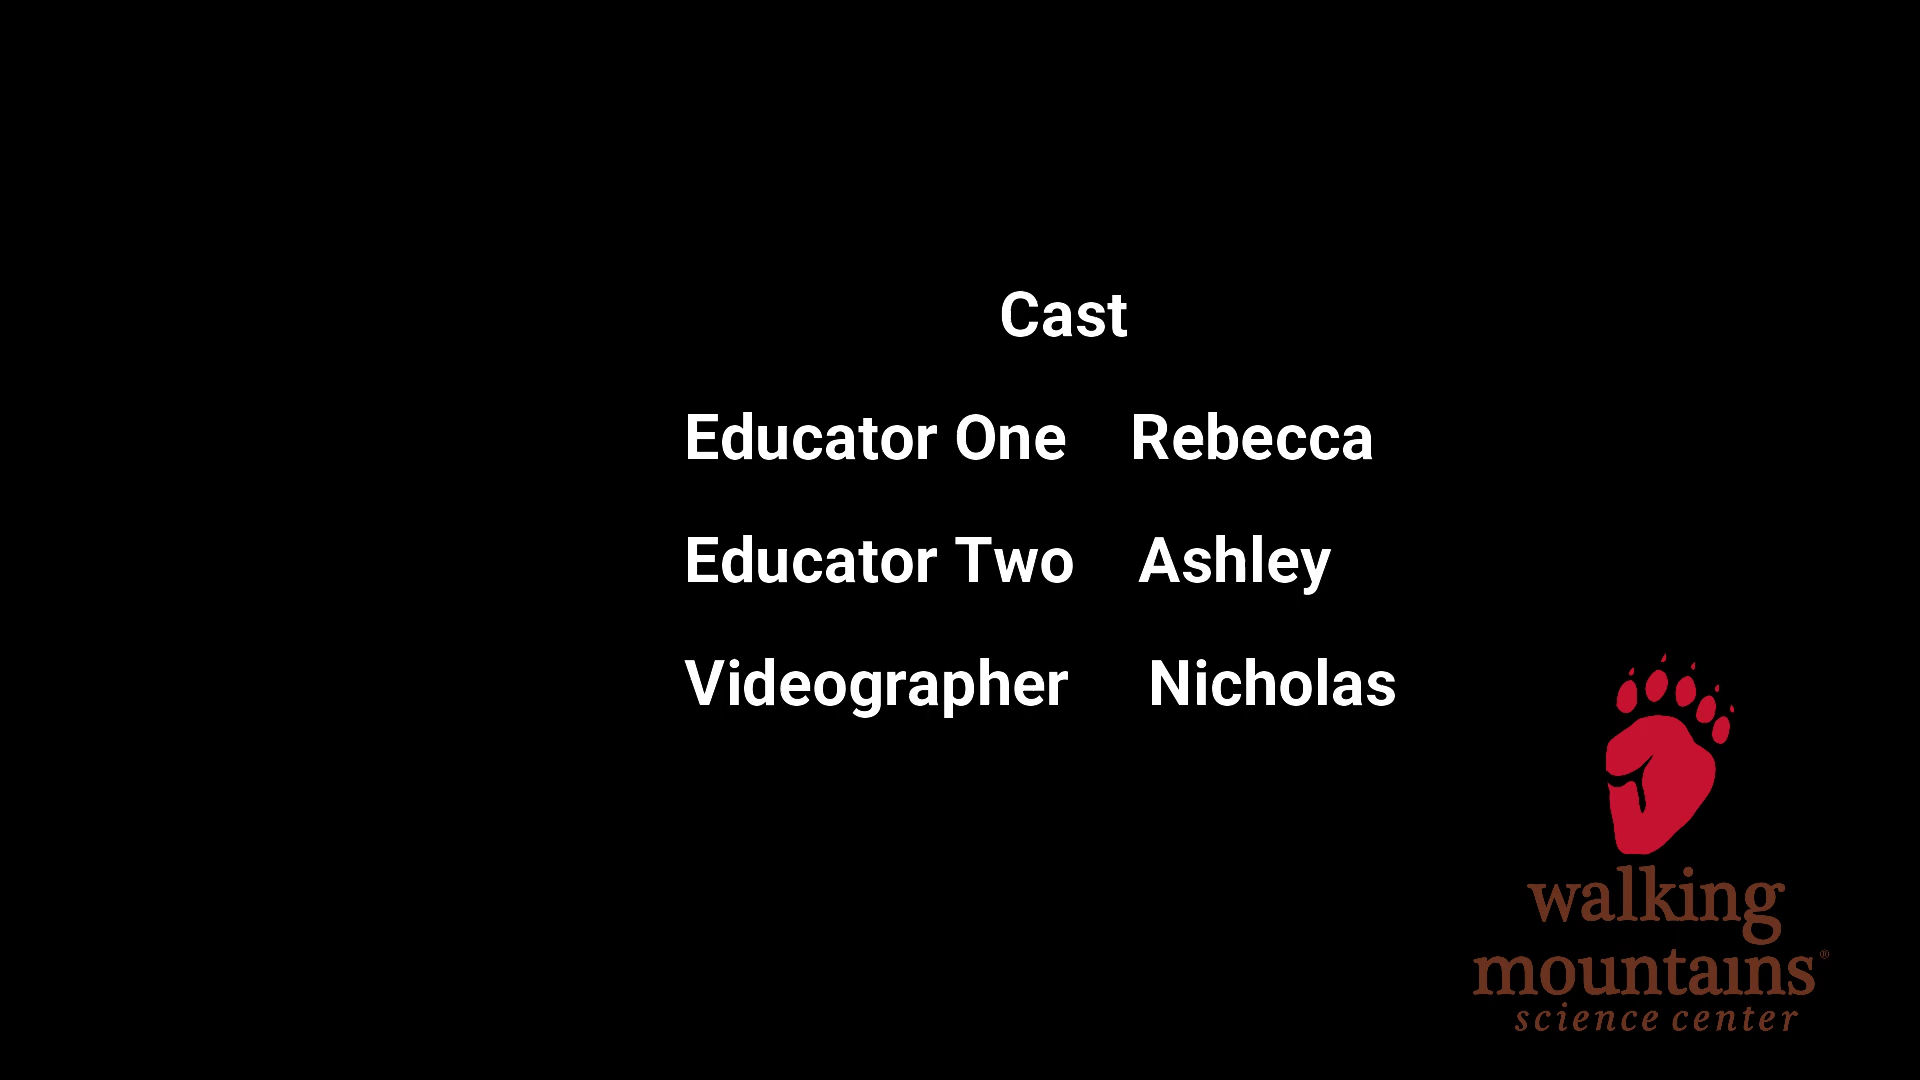 Cast
Educator One Rebecca
Educator Two Ashley
Videographer Nicholas
walking
mountains®
science center